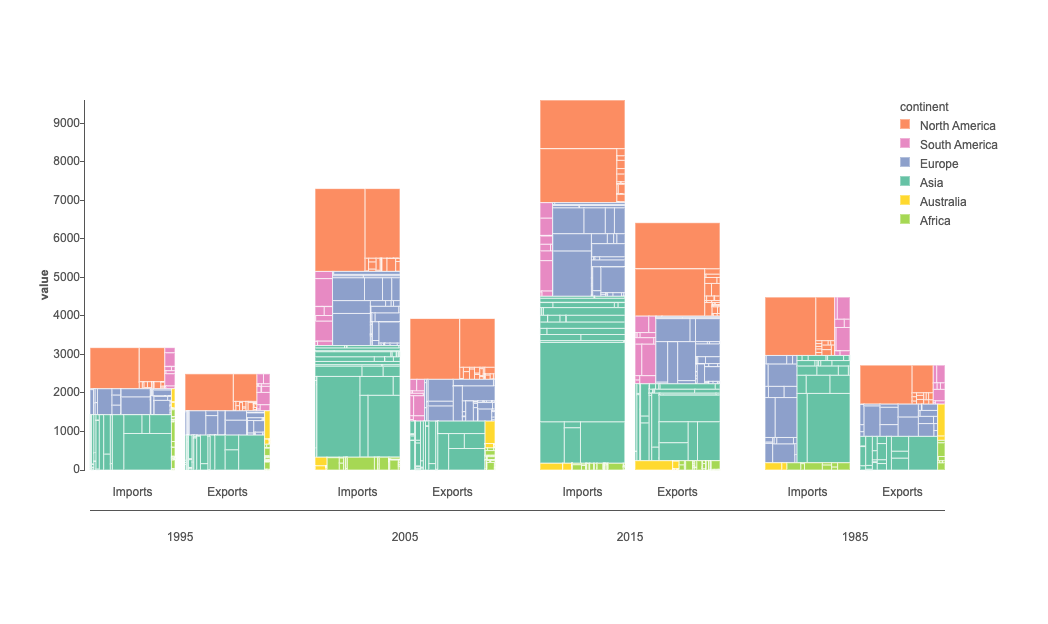 continent
North America
South America
Europe
Asia
Australia
Africa
value
9000
8000
7000
6000
5000
4000
3000
2000
1000
0
Imports Exports Imports Exports Imports Exports Imports Exports
1995 2005 2015 1985